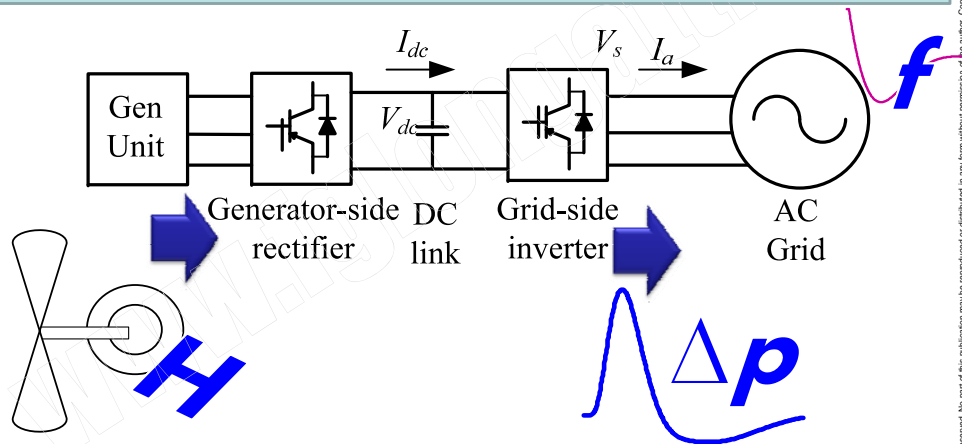 I_dc
V_s
I_a
f
Gen
Unit
V_dc
Generator-side
rectifier
DC
link
Grid-side
inverter
AC
Grid
H
Δp